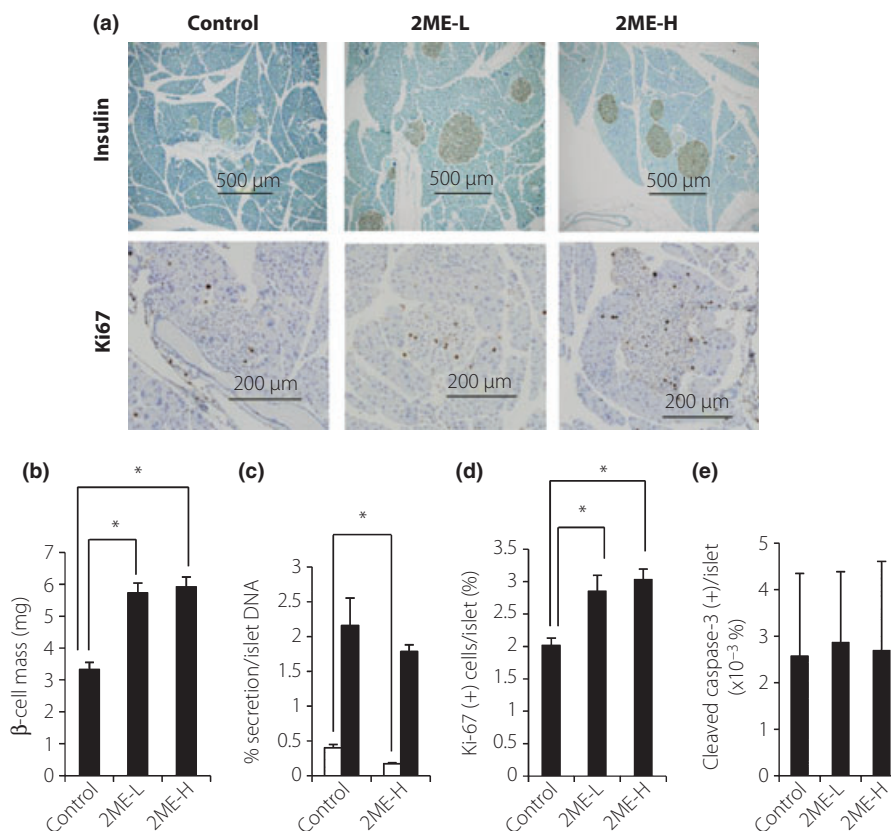 (a)
Control 2ME-L 2ME-H
Insulin
500 μm 500 μm 500 μm
Ki67
200 μm 200 μm 200 μm
(b)
*
*
β-cell mass (mg)
7
6
5
4
3
2
1
0
Control 2ME-L 2ME-H
(c)
*
% secretion/islet DNA
3
2.5
2
1.5
1
0.5
0
Control 2ME-H
(d)
*
*
Ki-67 (+) cells/islet (%)
3.5
3
2.5
2
1.5
1
0.5
0
Control 2ME-L 2ME-H
(e)
Cleaved caspase-3 (+)/islet
(x10⁻³ %)
5
4
3
2
1
0
Control 2ME-L 2ME-H